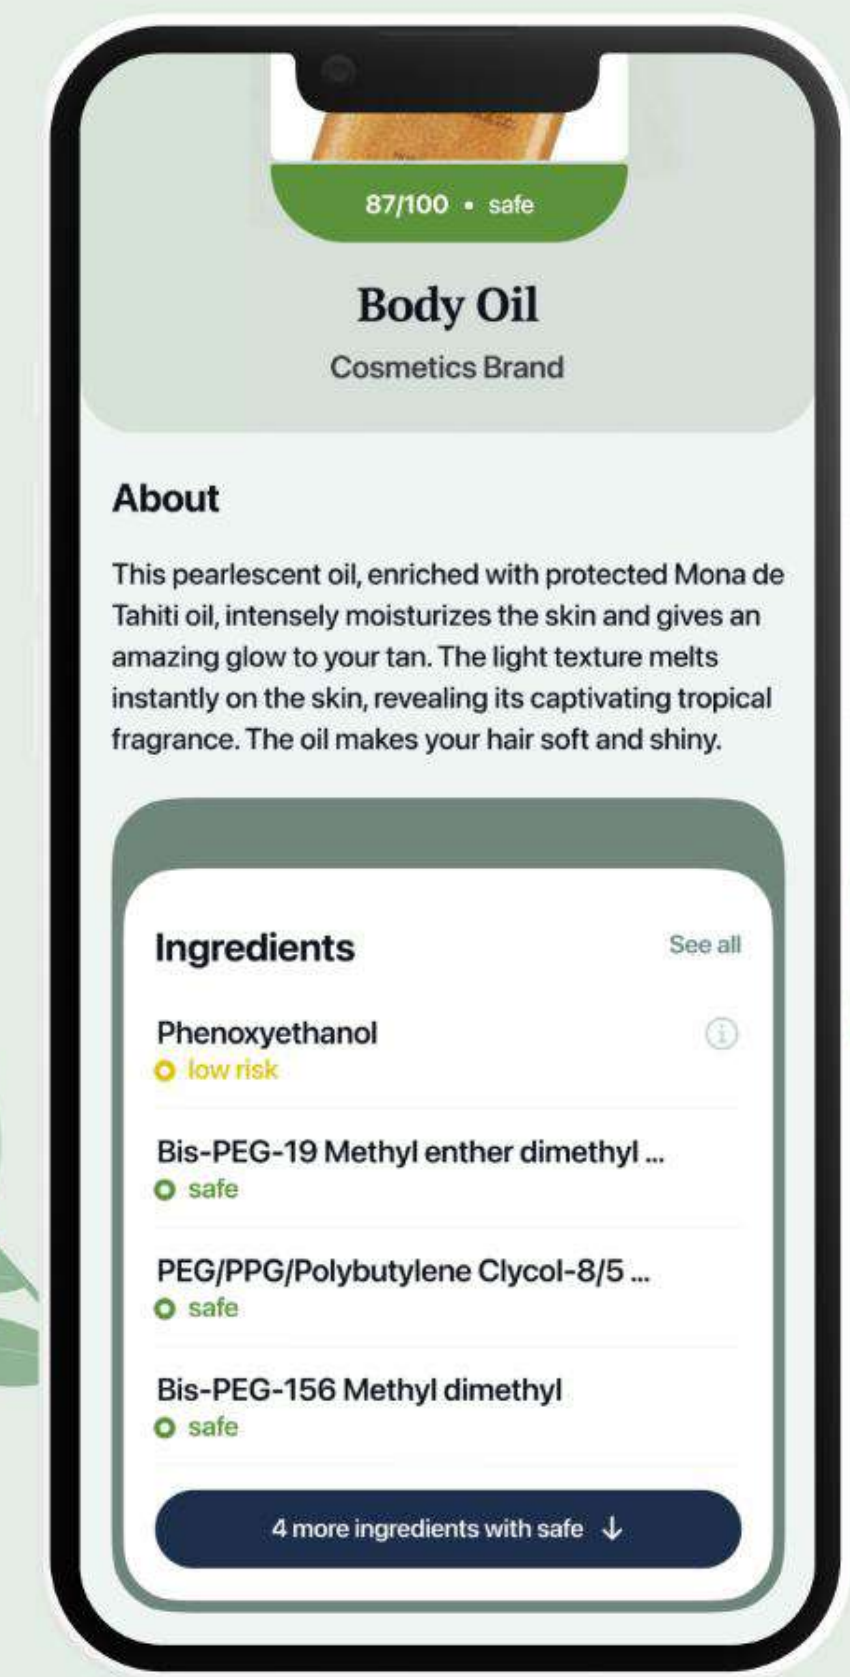 87/100 • safe
Body Oil
Cosmetics Brand
About
This pearlescent oil, enriched with protected Mona de
Tahiti oil, intensely moisturizes the skin and gives an
amazing glow to your tan. The light texture melts
instantly on the skin, revealing its captivating tropical
fragrance. The oil makes your hair soft and shiny.
Ingredients
See all
Phenoxyethanol
low risk
Bis-PEG-19 Methyl enther dimethyl ...
safe
PEG/PPG/Polybutylene Clycol-8/5 ...
safe
Bis-PEG-156 Methyl dimethyl
safe
4 more ingredients with safe ↓